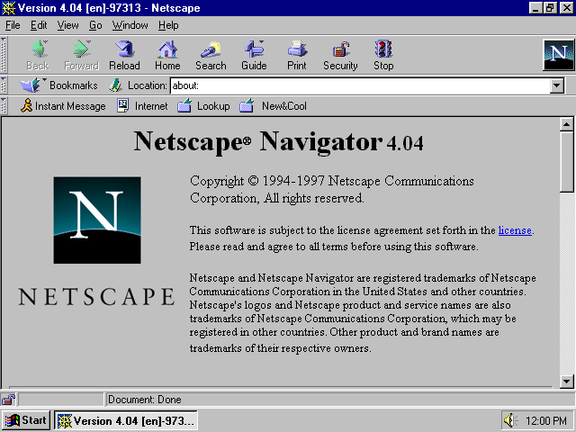 Version 4.04 [en]-97313 - Netscape
File Edit View Go Window Help
Back Forward Reload Home Search Guide Print Security Stop
N
Bookmarks Location: about:
Instant Message Internet Lookup New&Cool
Netscape® Navigator 4.04
N
NETSCAPE
Copyright © 1994-1997 Netscape Communications
Corporation, All rights reserved.
This software is subject to the license agreement set forth in the license.
Please read and agree to all terms before using this software.
Netscape and Netscape Navigator are registered trademarks of Netscape
Communications Corporation in the United States and other countries.
Netscape's logos and Netscape product and service names are also
trademarks of Netscape Communications Corporation, which may be
registered in other countries. Other product and brand names are
trademarks of their respective owners.
Document: Done
Start Version 4.04 [en]-973... 12:00 PM